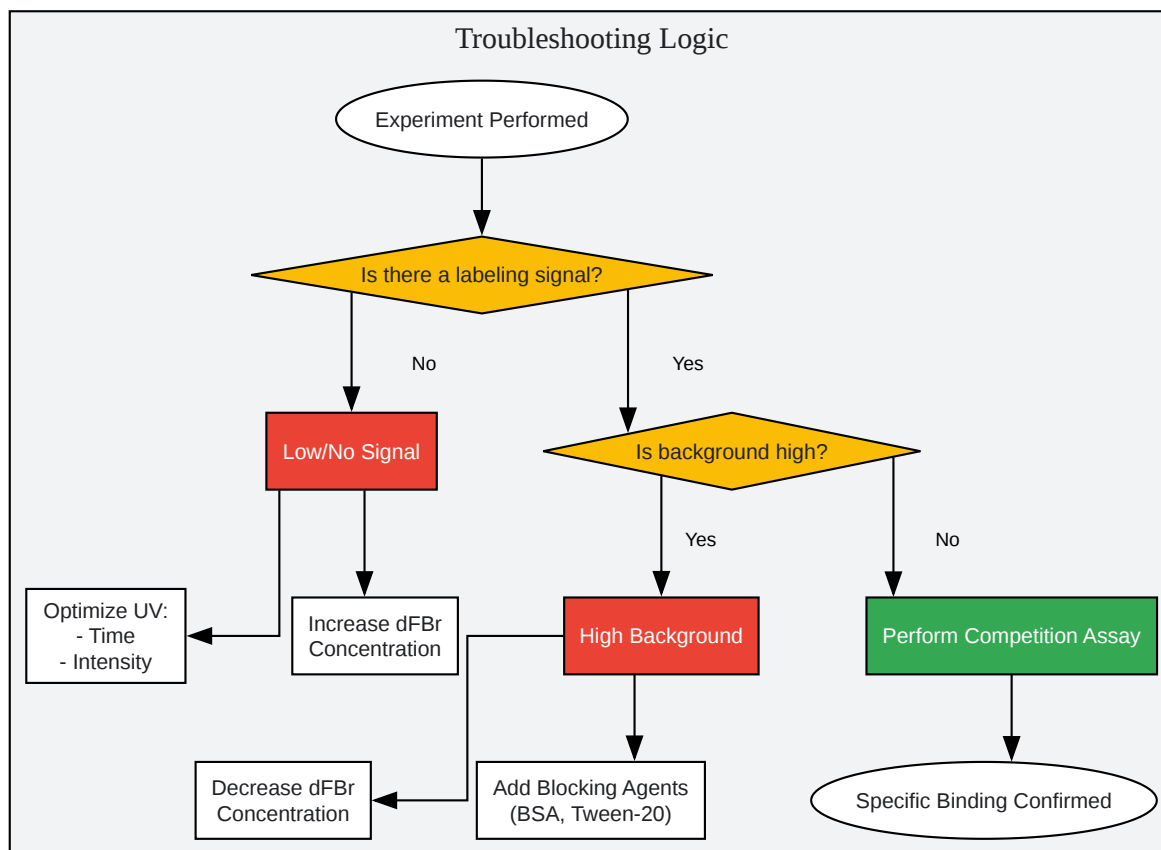 Troubleshooting Logic
Experiment Performed
Is there a labeling signal?
No
Yes
Low/No Signal
Is background high?
Yes
No
Optimize UV:
- Time
- Intensity
Increase dFBr
Concentration
High Background
Perform Competition Assay
Decrease dFBr
Concentration
Add Blocking Agents
(BSA, Tween-20)
Specific Binding Confirmed